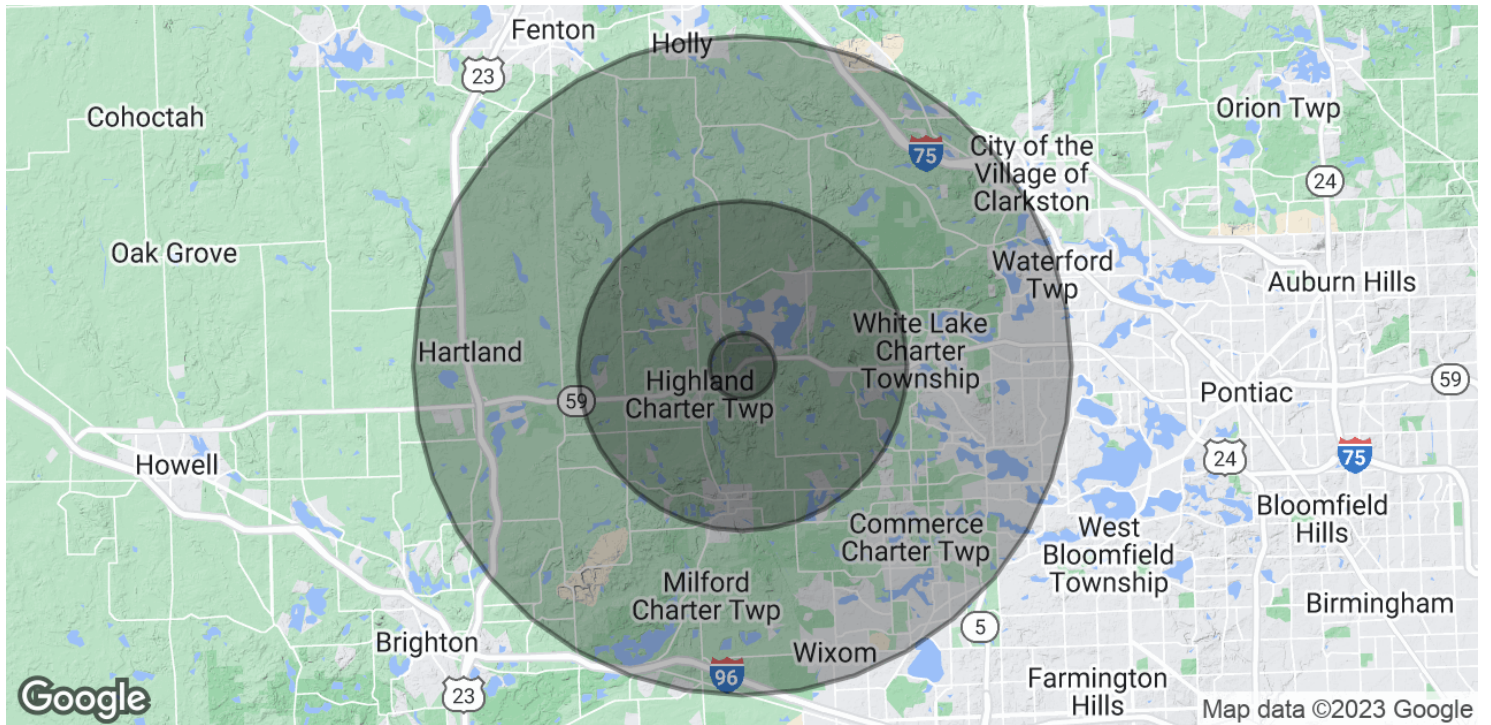 Fenton
Holly
23
Cohoctah
Orion Twp
75
City of the
Village of
Clarkston
24
Oak Grove
Waterford
Twp
Auburn Hills
White Lake
Charter
Township
Hartland
Highland
Charter Twp
59
Pontiac
59
Howell
24
75
Bloomfield
Hills
Commerce
Charter Twp
West
Bloomfield
Township
Milford
Charter Twp
Birmingham
5
Brighton
Wixom
96
23
Farmington
Hills
Google
Map data ©2023 Google